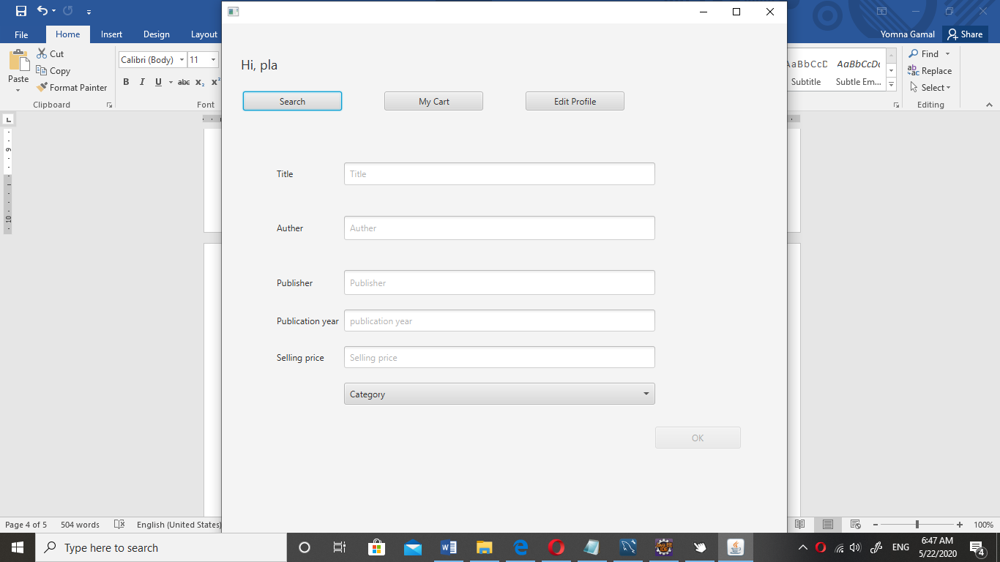 File
Home
Insert
Design
Layout
Yomna Gamal
Share
Paste
Cut
Copy
Format Painter
Clipboard
Calibri (Body)
11
B I U abc X₂ X²
Font
AaBbCcDc
Subtitle
Subtle Em...
Find
Replace
Select
Editing
L
9
10
Hi, pla
Search
My Cart
Edit Profile
Title
Title
Auther
Auther
Publisher
Publisher
Publication year
publication year
Selling price
Selling price
Category
OK
Page 4 of 5
504 words
English (United States)
100%
Type here to search
ENG
6:47 AM
5/22/2020
4